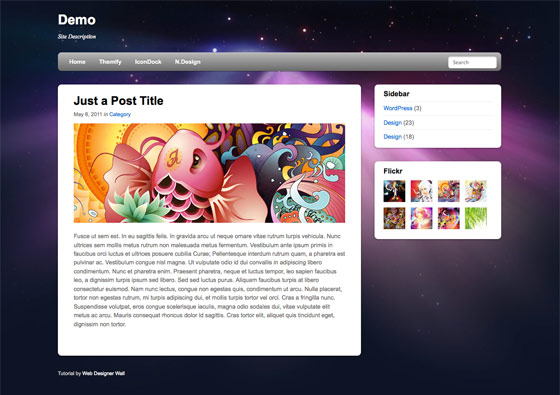 Demo
Site Description
Home Themify IconDock N.Design Search
Just a Post Title
May 8, 2011 in Category
Fusce ut sem est. In eu sagittis felis. In gravida arcu ut neque ornare vitae rutrum turpis vehicula. Nunc
ultrices sem mollis metus rutrum non malesuada metus fermentum. Vestibulum ante ipsum primis in
faucibus orci luctus et ultrices posuere cubilia Curae; Pellentesque interdum rutrum quam, a pharetra est
pulvinar ac. Vestibulum congue nisl magna. Ut vulputate odio id dui convallis in adipiscing libero
condimentum. Nunc et pharetra enim. Praesent pharetra, neque et luctus tempor, leo sapien faucibus
leo, a dignissim turpis ipsum sed libero. Sed sed luctus purus. Aliquam faucibus turpis at libero
consectetur euismod. Nam nunc lectus, congue non egestas quis, condimentum ut arcu. Nulla placerat,
tortor non egestas rutrum, mi turpis adipiscing dui, et mollis turpis tortor vel orci. Cras a fringilla nunc.
Suspendisse volutpat, eros congue scelerisque iaculis, magna odio sodales dui, vitae vulputate elit
metus ac arcu. Mauris consequat rhoncus dolor id sagittis. Cras tortor elit, aliquet quis tincidunt eget,
dignissim non tortor.
Sidebar
WordPress (3)
Design (23)
Design (18)
Flickr
Tutorial by Web Designer Wall